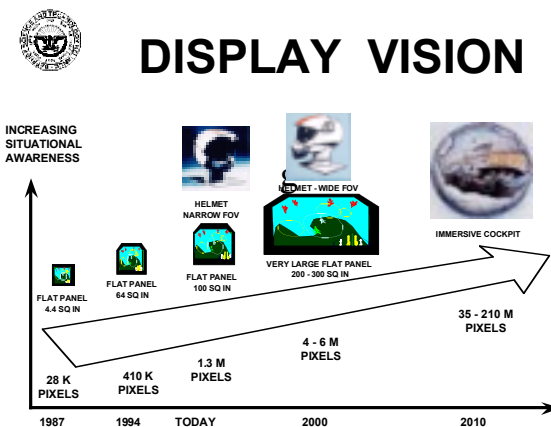 DISPLAY VISION
INCREASING
SITUATIONAL
AWARENESS
HELMET
NARROW FOV
HELMET - WIDE FOV
IMMERSIVE COCKPIT
FLAT PANEL
4.4 SQ IN
FLAT PANEL
64 SQ IN
FLAT PANEL
100 SQ IN
VERY LARGE FLAT PANEL
200 - 300 SQ IN
28 K
PIXELS
410 K
PIXELS
1.3 M
PIXELS
4 - 6 M
PIXELS
35 - 210 M
PIXELS
1987
1994
TODAY
2000
2010